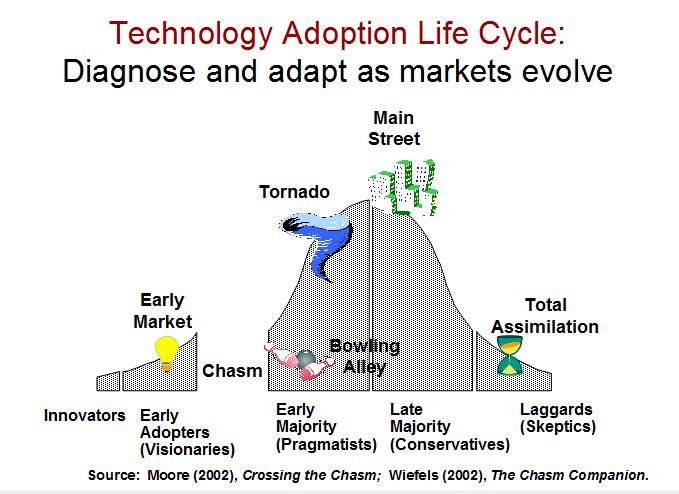 Technology Adoption Life Cycle:
Diagnose and adapt as markets evolve
Main
Street
Tornado
Early
Market
Total
Assimilation
Chasm
Bowling
Alley
Innovators
Early
Adopters
(Visionaries)
Early
Majority
(Pragmatists)
Late
Majority
(Conservatives)
Laggards
(Skeptics)
Source: Moore (2002), Crossing the Chasm; Wiefels (2002), The Chasm Companion.